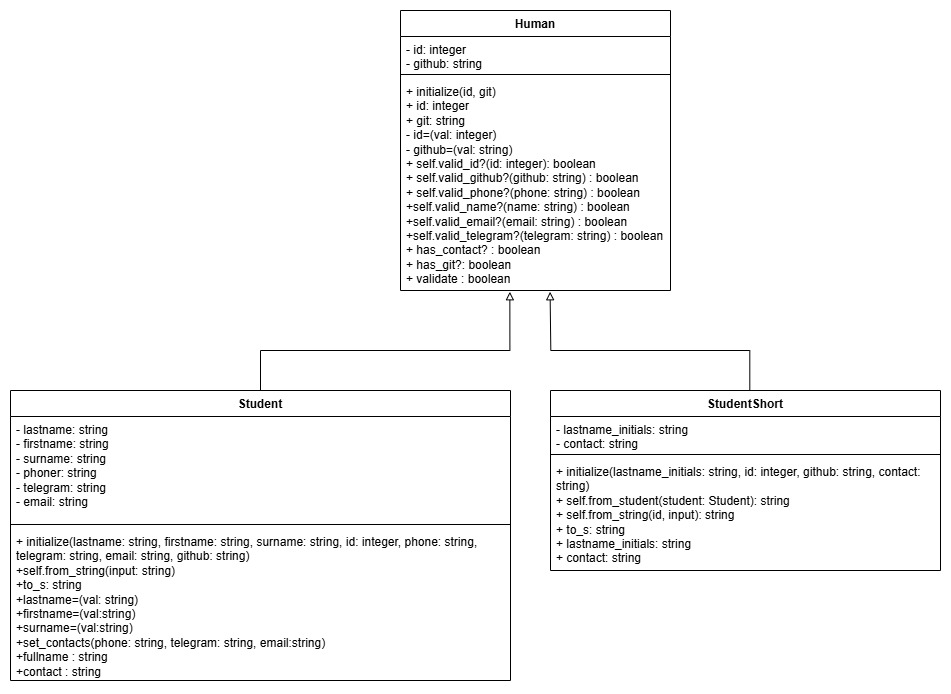 Human
- id: integer
- github: string
+ initialize(id, git)
+ id: integer
+ git: string
- id=(val: integer)
- github=(val: string)
+ self.valid_id?(id: integer): boolean
+ self.valid_github?(github: string) : boolean
+ self.valid_phone?(phone: string) : boolean
+self.valid_name?(name: string) : boolean
+self.valid_email?(email: string) : boolean
+self.valid_telegram?(telegram: string) : boolean
+ has_contact? : boolean
+ has_git?: boolean
+ validate : boolean
Student
- lastname: string
- firstname: string
- surname: string
- phoner: string
- telegram: string
- email: string
+ initialize(lastname: string, firstname: string, surname: string, id: integer, phone: string,
telegram: string, email: string, github: string)
+self.from_string(input: string)
+to_s: string
+lastname=(val: string)
+firstname=(val:string)
+surname=(val:string)
+set_contacts(phone: string, telegram: string, email:string)
+fullname : string
+contact : string
StudentShort
- lastname_initials: string
- contact: string
+ initialize(lastname_initials: string, id: integer, github: string, contact:
string)
+ self.from_student(student: Student): string
+ self.from_string(id, input): string
+ to_s: string
+ lastname_initials: string
+ contact: string